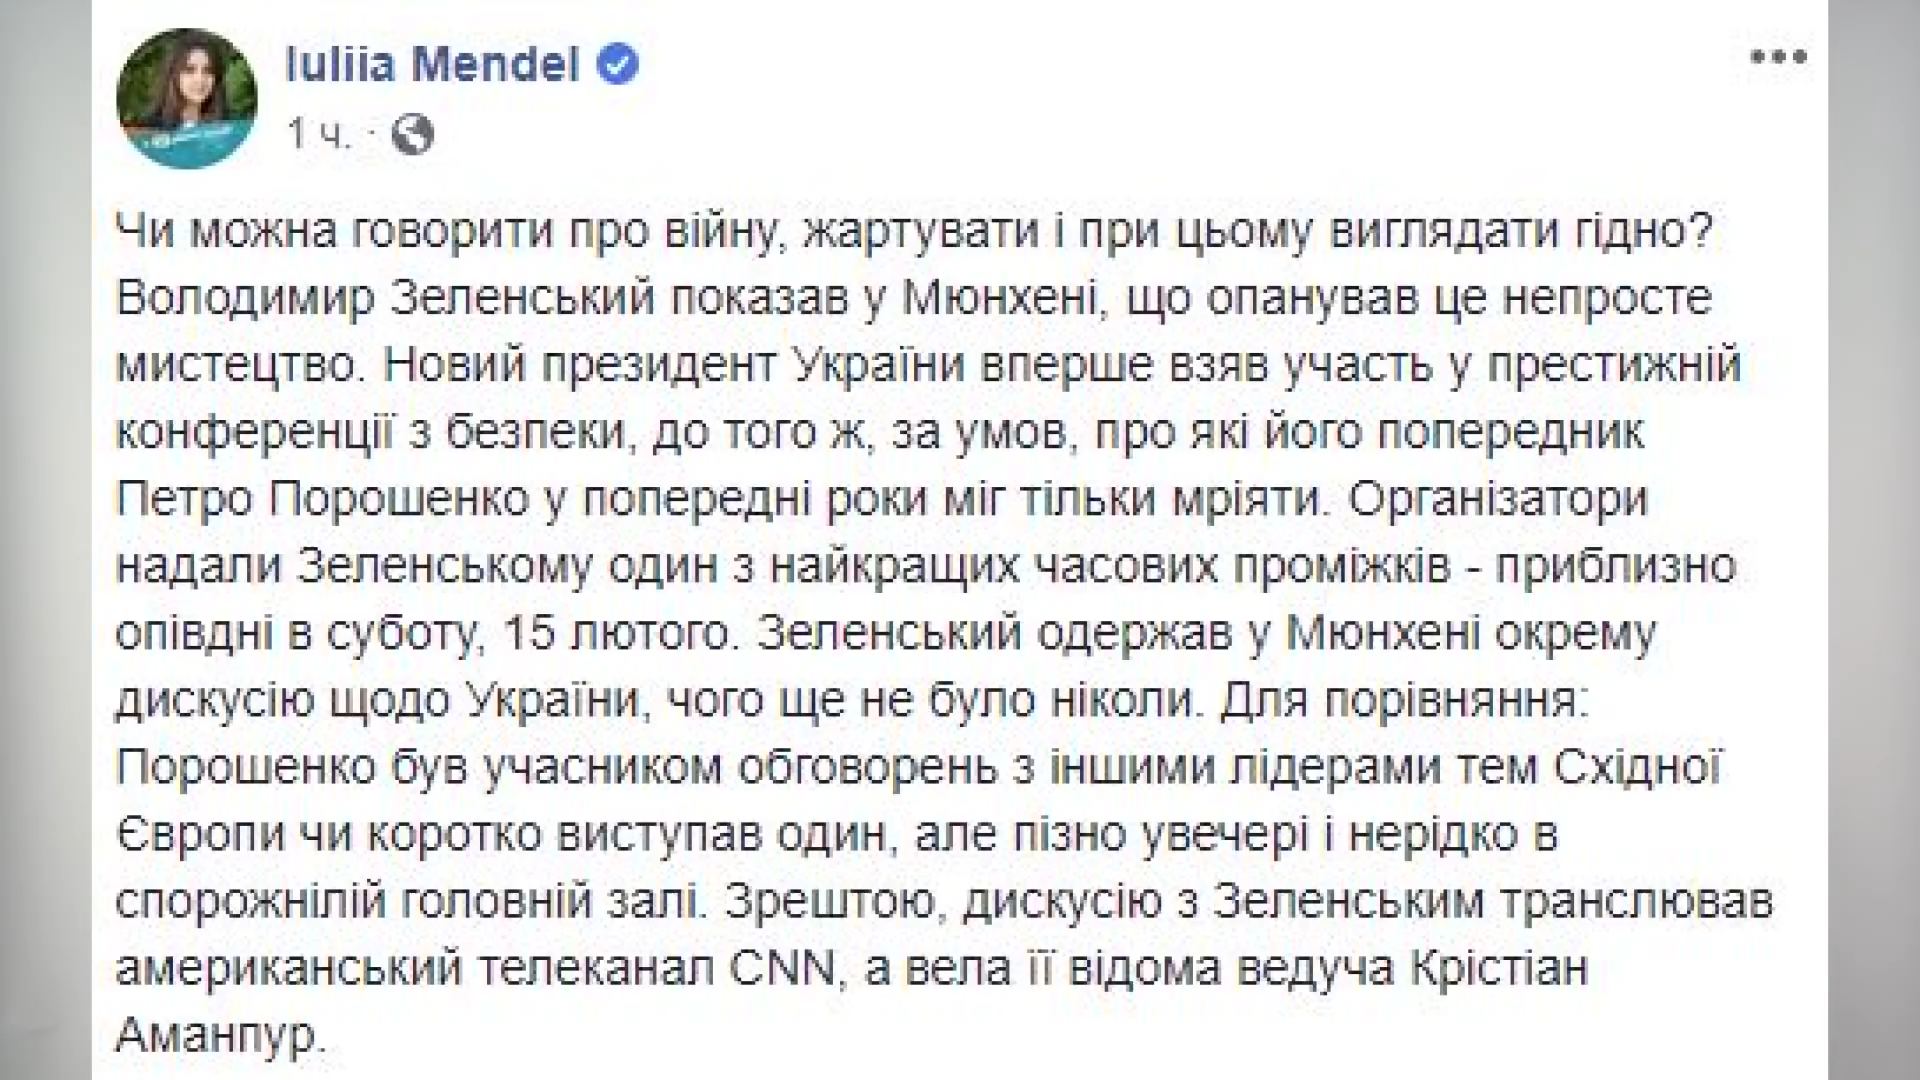 Iuliia Mendel
1 ч. ·
Чи можна говорити про війну, жартувати і при цьому виглядати гідно?
Володимир Зеленський показав у Мюнхені, що опанував це непросте
мистецтво. Новий президент України вперше взяв участь у престижній
конференції з безпеки, до того ж, за умов, про які його попередник
Петро Порошенко у попередні роки міг тільки мріяти. Організатори
надали Зеленському один з найкращих часових проміжків - приблизно
опівдні в суботу, 15 лютого. Зеленський одержав у Мюнхені окрему
дискусію щодо України, чого ще не було ніколи. Для порівняння:
Порошенко був учасником обговорень з іншими лідерами тем Східної
Європи чи коротко виступав один, але пізно увечері і нерідко в
спорожнілій головній залі. Зрештою, дискусію з Зеленським транслював
американський телеканал CNN, а вела її відома ведуча Крістіан
Аманпур.